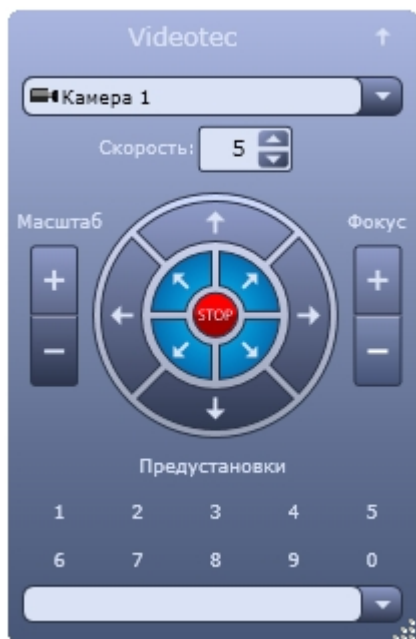 Videotec
Камера 1
Скорость: 5
Масштаб
Фокус
+
+
STOP
−
−
Предустановки
1 2 3 4 5
6 7 8 9 0